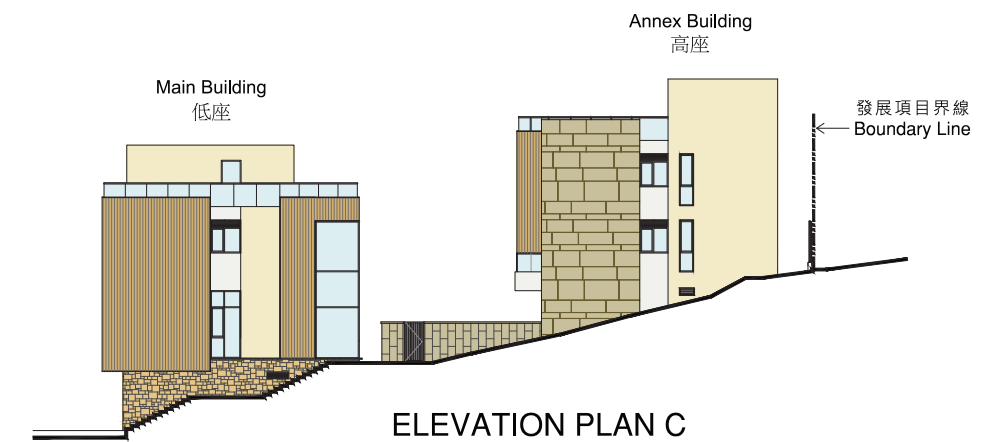 Annex Building
高座
Main Building
低座
發展項目界線
Boundary Line
ELEVATION PLAN C